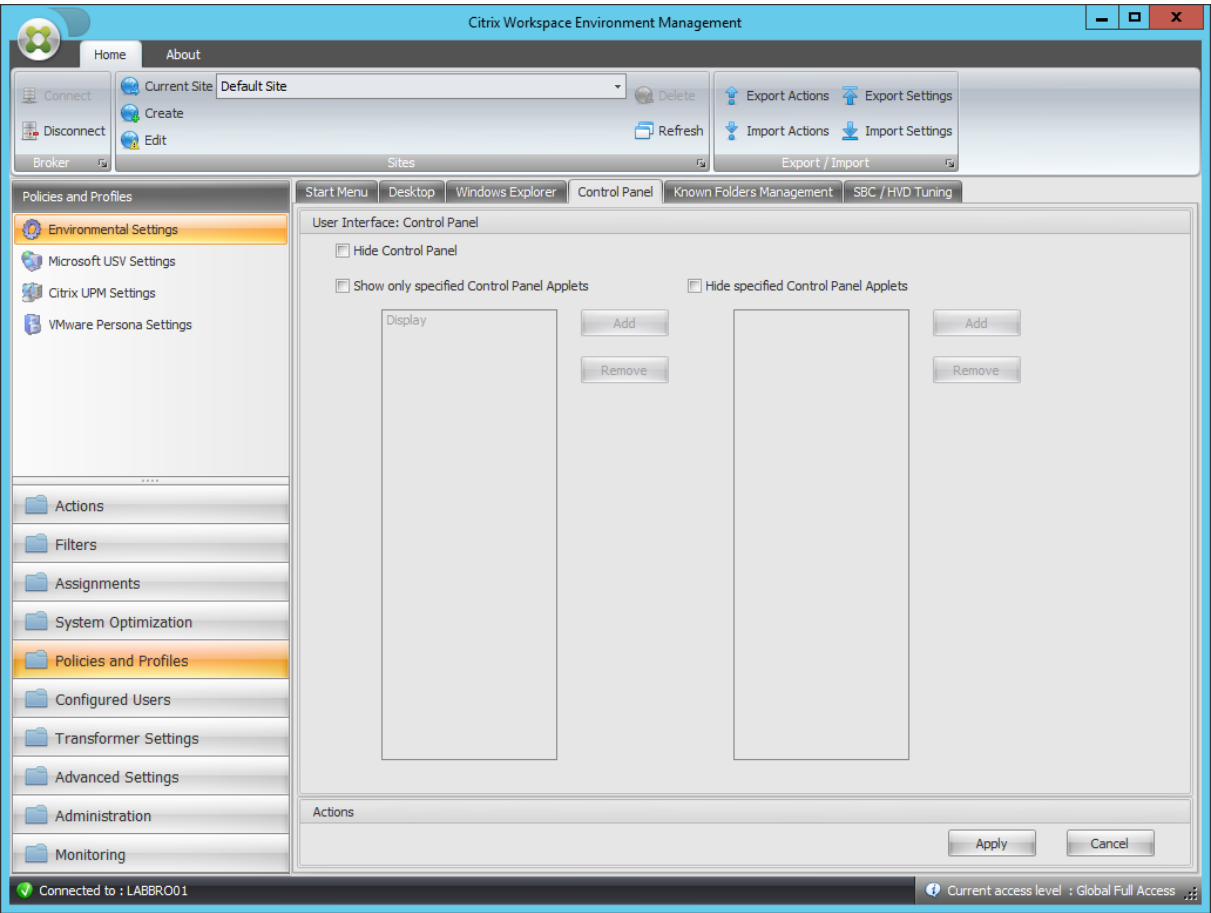 Citrix Workspace Environment Management
Home About
Connect
Disconnect
Broker
Current Site Default Site
Create
Edit
Delete
Refresh
Sites
Export Actions Export Settings
Import Actions Import Settings
Export / Import
Policies and Profiles
Environmental Settings
Microsoft USV Settings
Citrix UPM Settings
VMware Persona Settings
Actions
Filters
Assignments
System Optimization
Policies and Profiles
Configured Users
Transformer Settings
Advanced Settings
Administration
Monitoring
Start Menu Desktop Windows Explorer Control Panel Known Folders Management SBC / HVD Tuning
User Interface: Control Panel
Hide Control Panel
Show only specified Control Panel Applets
Display
Add
Remove
Hide specified Control Panel Applets
Add
Remove
Actions
Apply Cancel
Connected to : LABBRO01
Current access level : Global Full Access